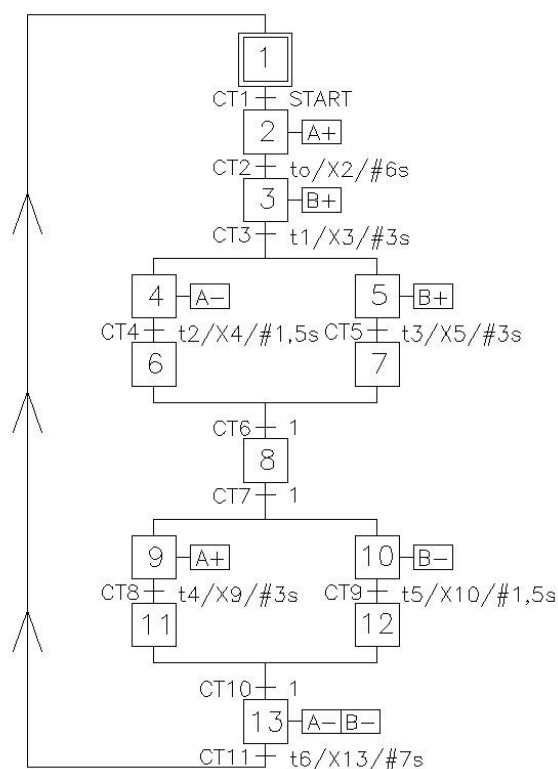 1
CT1 START
2 A+
CT2 to/X2/#6s
3 B+
CT3 t1/X3/#3s
4 A- 5 B+
CT4 t2/X4/#1,5s CT5 t3/X5/#3s
6 7
CT6 1
8
CT7 1
9 A+ 10 B-
CT8 t4/X9/#3s CT9 t5/X10/#1,5s
11 12
CT10 1
13 A- B-
CT11 t6/X13/#7s